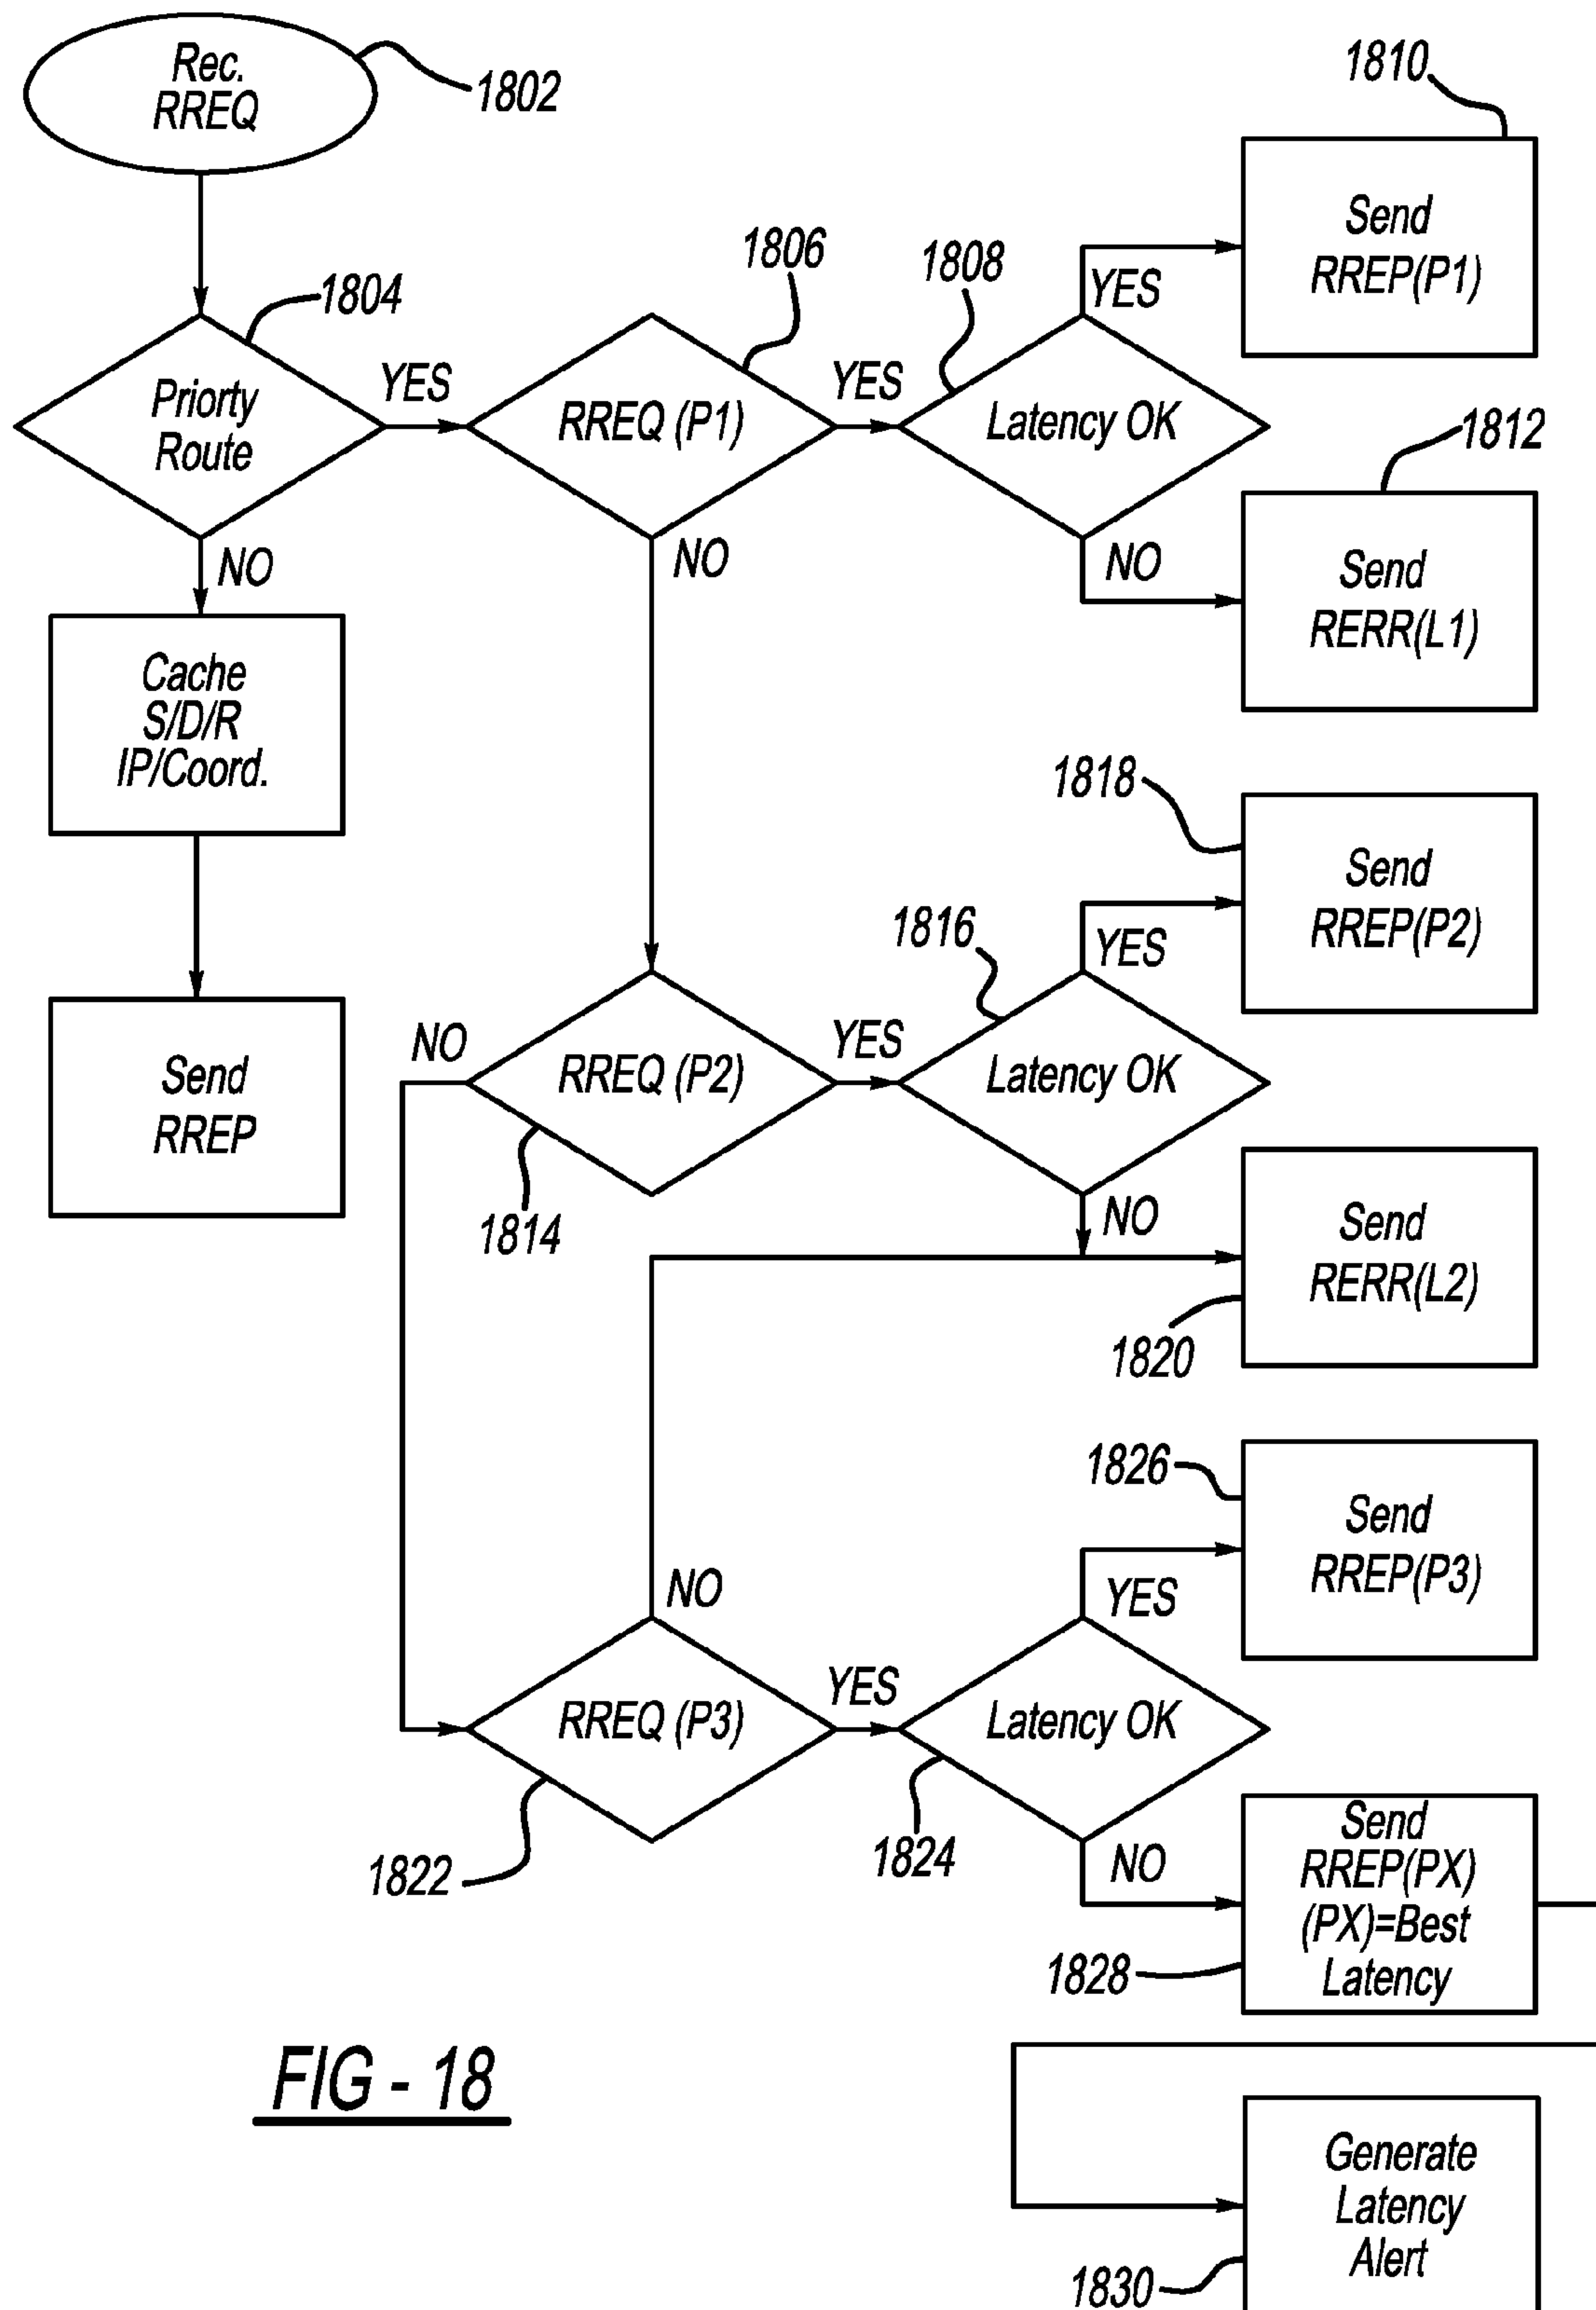 Rec.
RREQ
1802
1810
Send
RREP(P1)
1804
1806
1808
YES
Priorty
Route
YES
RREQ (P1)
YES
Latency OK
1812
NO
NO
NO
Send
RERR(L1)
Cache
S/D/R
IP/Coord.
1818
Send
RREP(P2)
1816
YES
Send
RREP
NO
RREQ (P2)
YES
Latency OK
1814
NO
Send
RERR(L2)
1820
1826
Send
RREP(P3)
NO
YES
RREQ (P3)
YES
Latency OK
1822
1824
NO
Send
RREP(PX)
(PX)=Best
Latency
1828
FIG - 18
Generate
Latency
Alert
1830